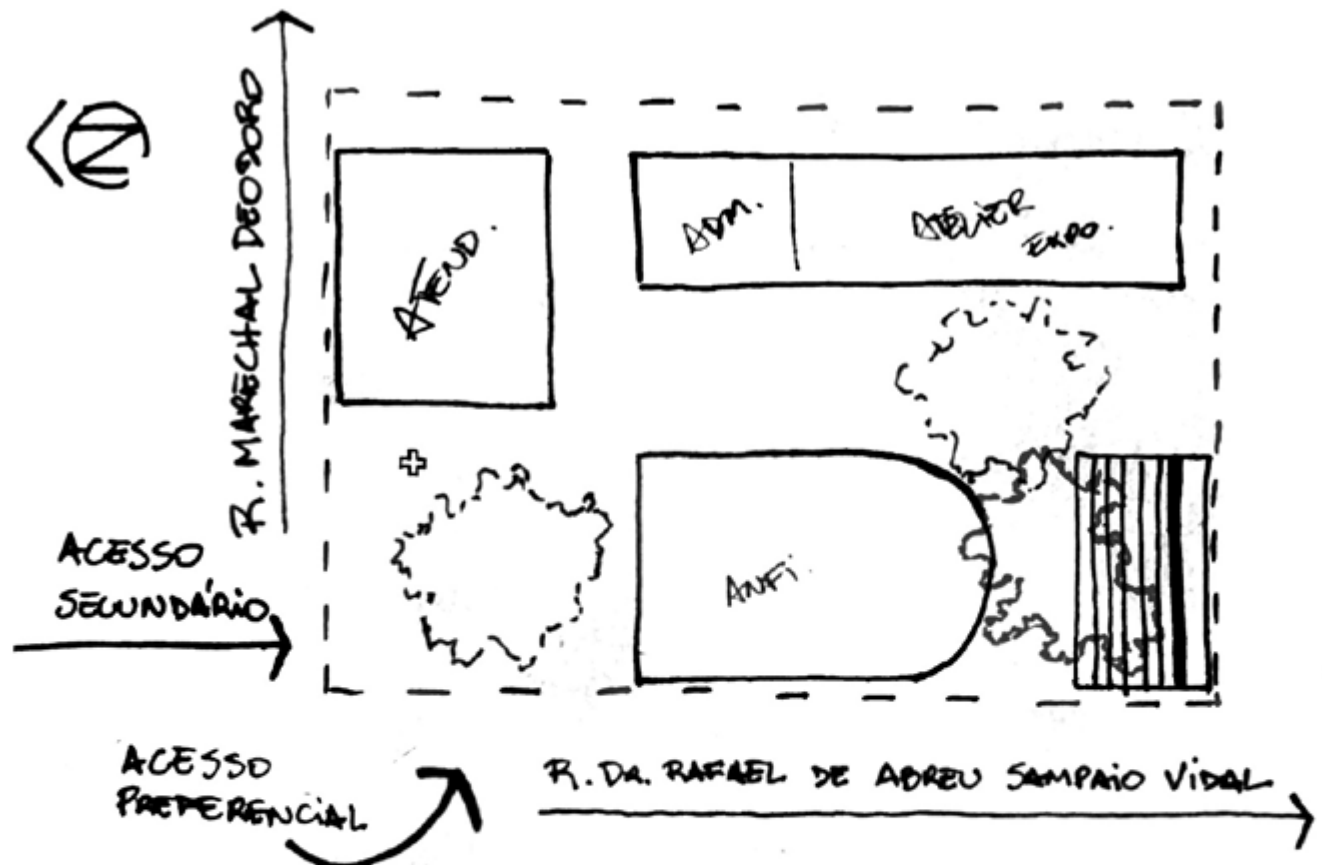 N
R. MARECHAL DEODORO
ATEND.
ADM.
ATELIER
EXPO.
ANFI.
ACESSO
SECUNDÁRIO
ACESSO
PREFERENCIAL
R. DR. RAFAEL DE ABREU SAMPAIO VIDAL